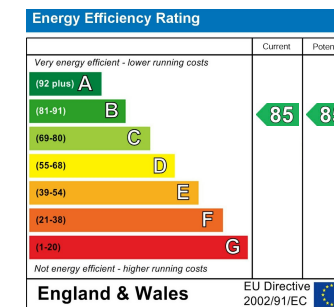 Energy Efficiency Rating
Current Poten
Very energy efficient - lower running costs
(92 plus) A
(81-91) B 85 8
(69-80) C
(55-68) D
(39-54) E
(21-38) F
(1-20) G
Not energy efficient - higher running costs
England & Wales EU Directive
2002/91/EC